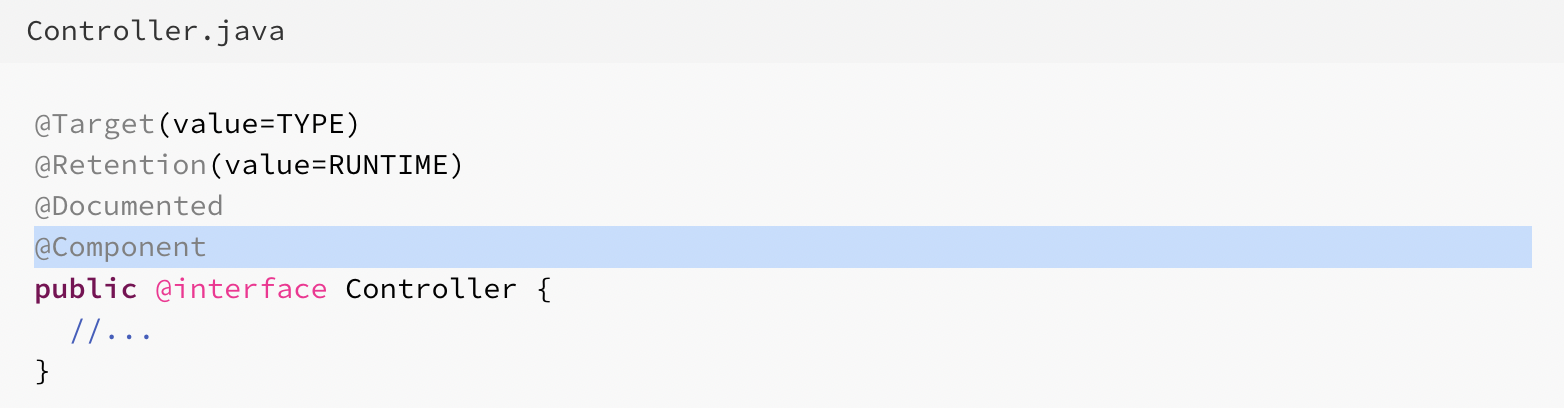 Controller.java
@Target(value=TYPE)
@Retention(value=RUNTIME)
@Documented
@Component
public @interface Controller {
  //...
}